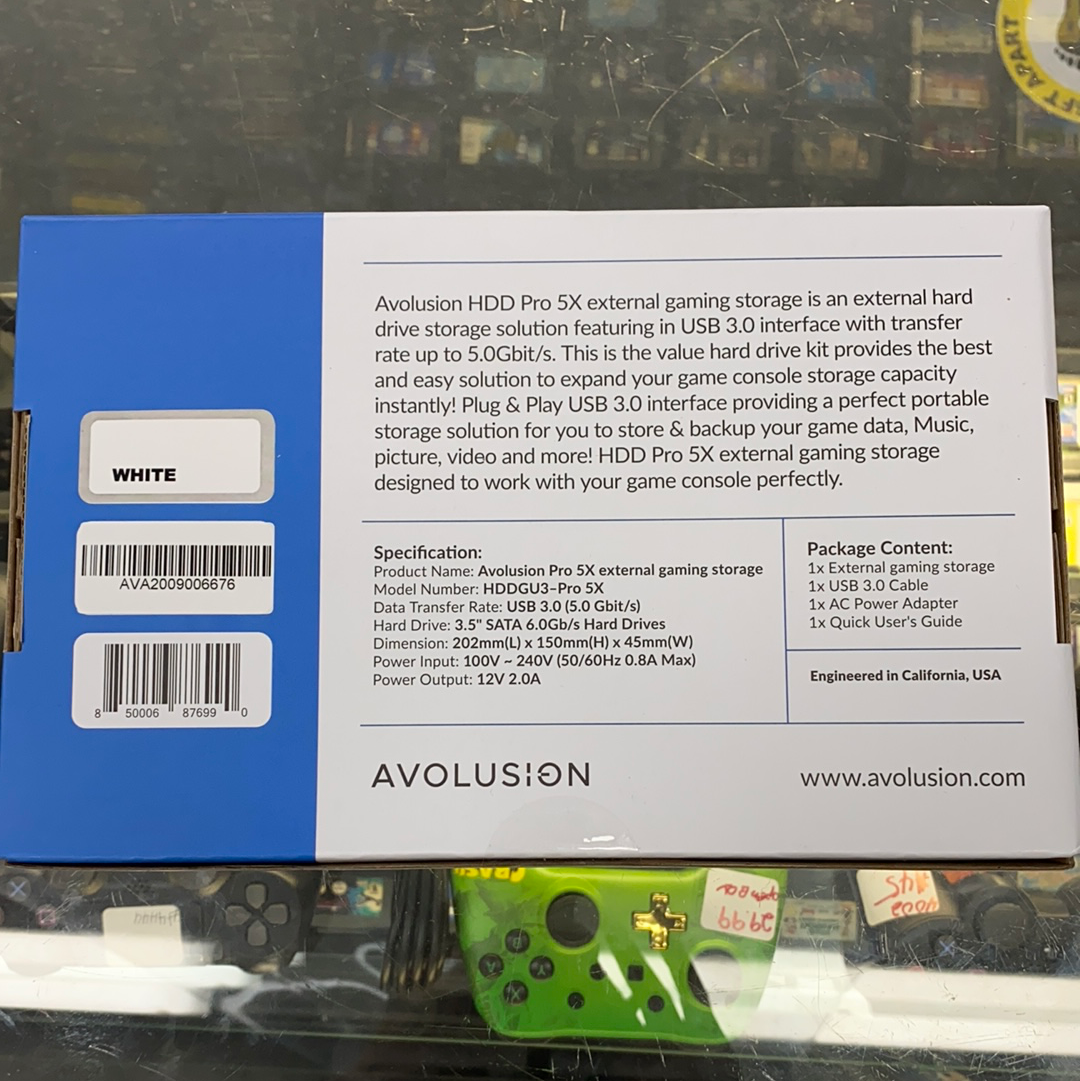 FT APART
Avolusion HDD Pro 5X external gaming storage is an external hard
drive storage solution featuring in USB 3.0 interface with transfer
rate up to 5.0Gbit/s. This is the value hard drive kit provides the best
and easy solution to expand your game console storage capacity
instantly! Plug & Play USB 3.0 interface providing a perfect portable
storage solution for you to store & backup your game data, Music,
picture, video and more! HDD Pro 5X external gaming storage
designed to work with your game console perfectly.
WHITE
AVA2009006676
8 50006 87699 0
Specification:
Product Name: Avolusion Pro 5X external gaming storage
Model Number: HDDGU3-Pro 5X
Data Transfer Rate: USB 3.0 (5.0 Gbit/s)
Hard Drive: 3.5" SATA 6.0Gb/s Hard Drives
Dimension: 202mm(L) x 150mm(H) x 45mm(W)
Power Input: 100V ~ 240V (50/60Hz 0.8A Max)
Power Output: 12V 2.0A
Package Content:
1x External gaming storage
1x USB 3.0 Cable
1x AC Power Adapter
1x Quick User's Guide
Engineered in California, USA
AVOLUSION
www.avolusion.com